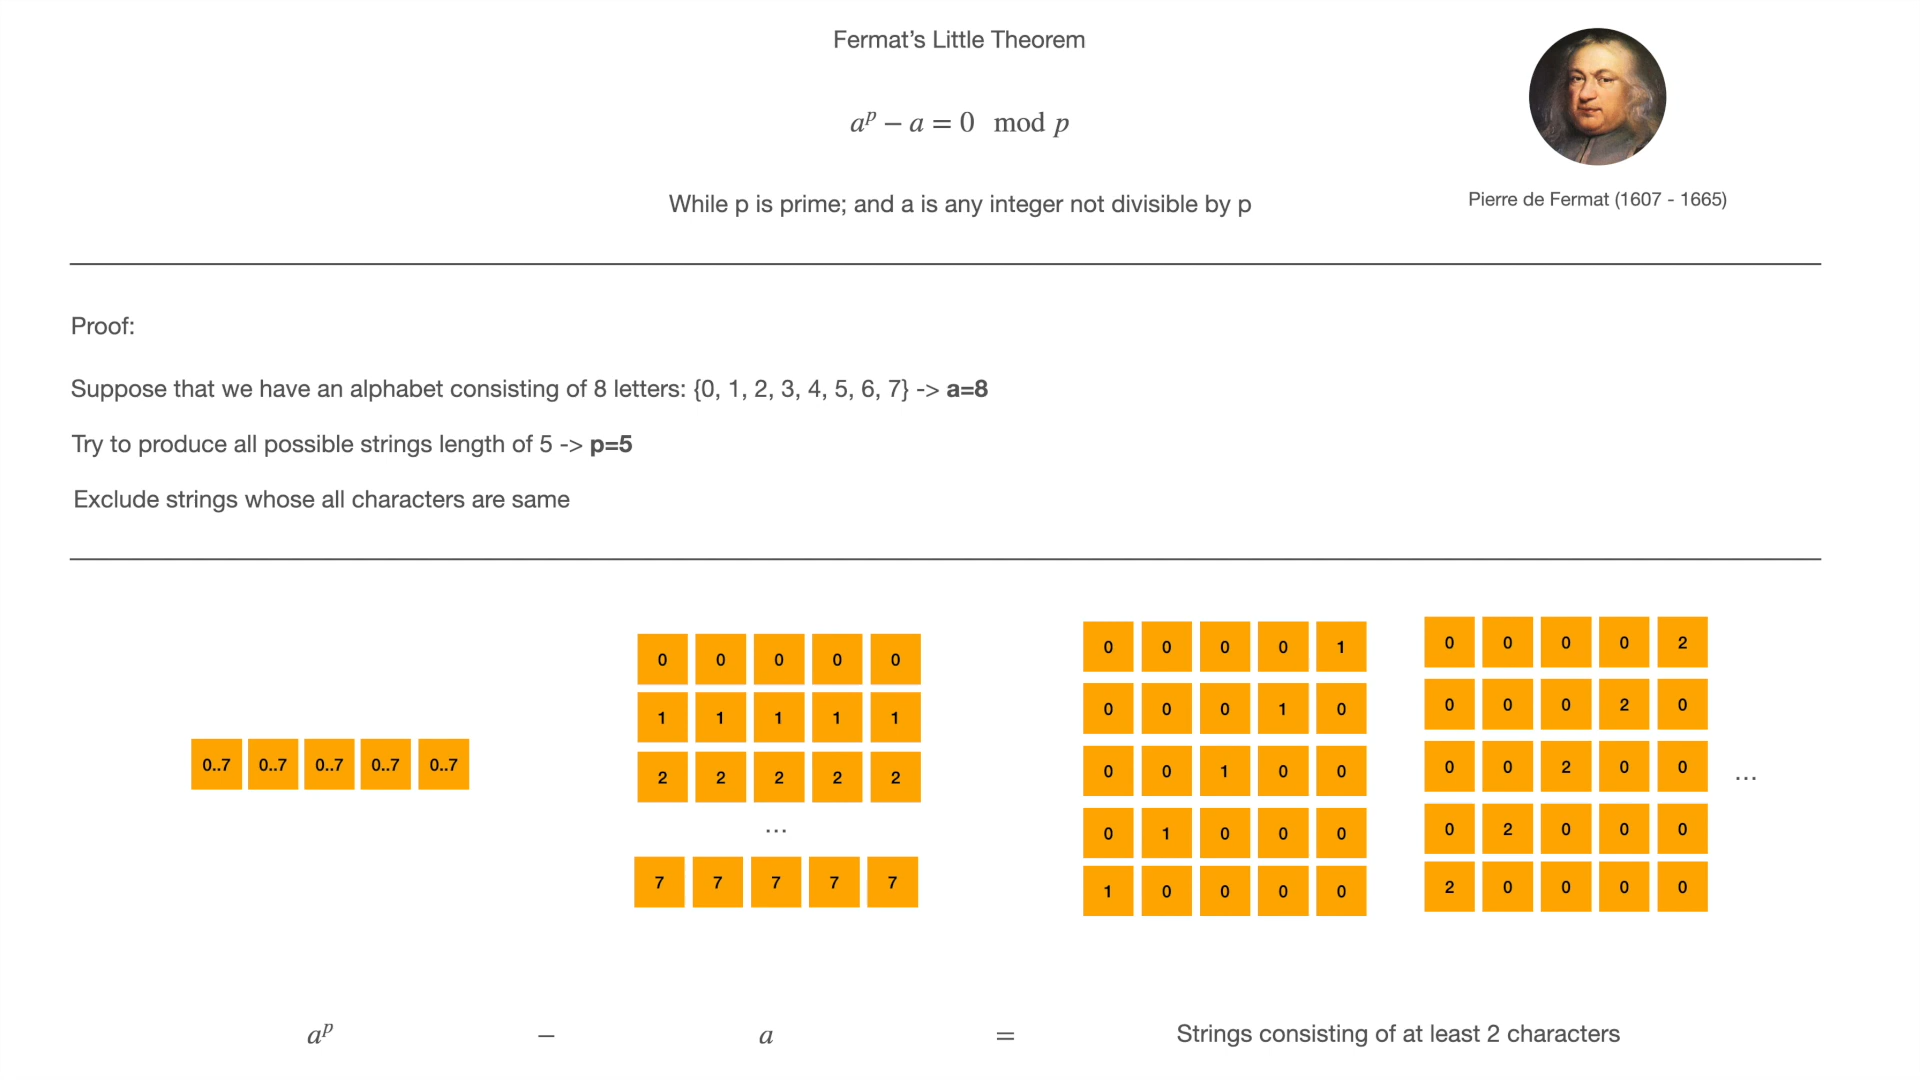 Fermat’s Little Theorem
aᵖ − a = 0 mod p
While p is prime; and a is any integer not divisible by p
Pierre de Fermat (1607 - 1665)
Proof:
Suppose that we have an alphabet consisting of 8 letters: {0, 1, 2, 3, 4, 5, 6, 7} -> a=8
Try to produce all possible strings length of 5 -> p=5
Exclude strings whose all characters are same
0..7 0..7 0..7 0..7 0..7
0 0 0 0 0
1 1 1 1 1
2 2 2 2 2
...
7 7 7 7 7
0 0 0 0 1
0 0 0 1 0
0 0 1 0 0
0 1 0 0 0
1 0 0 0 0
0 0 0 0 2
0 0 0 2 0
0 0 2 0 0
0 2 0 0 0
2 0 0 0 0
...
aᵖ − a = Strings consisting of at least 2 characters